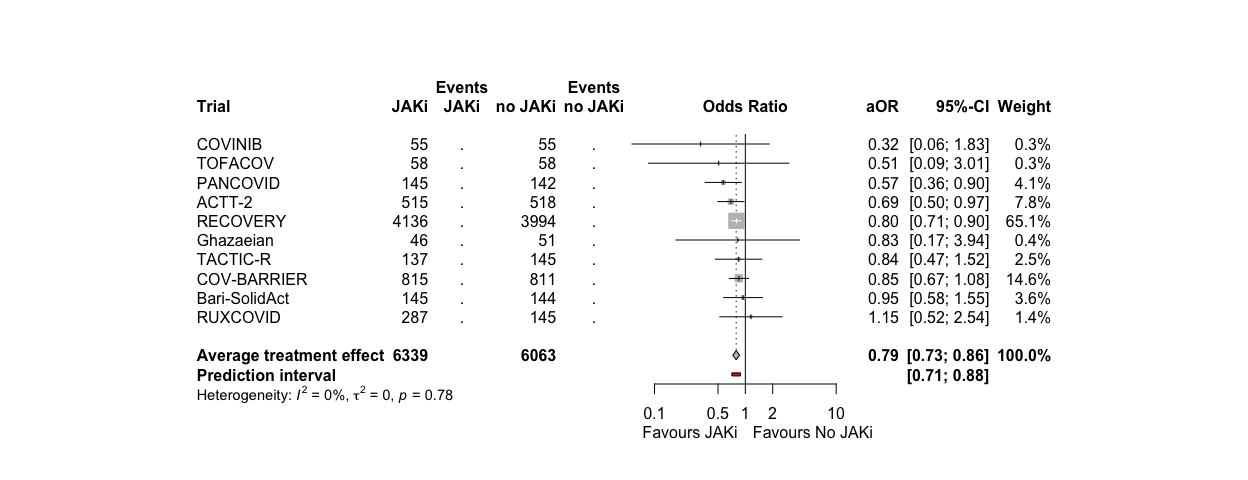 Events Events
Trial JAKi JAKi no JAKi no JAKi Odds Ratio aOR 95%-CI Weight
COVINIB 55 . 55 . 0.32 [0.06; 1.83] 0.3%
TOFACOV 58 . 58 . 0.51 [0.09; 3.01] 0.3%
PANCOVID 145 . 142 . 0.57 [0.36; 0.90] 4.1%
ACTT-2 515 . 518 . 0.69 [0.50; 0.97] 7.8%
RECOVERY 4136 . 3994 . 0.80 [0.71; 0.90] 65.1%
Ghazaeian 46 . 51 . 0.83 [0.17; 3.94] 0.4%
TACTIC-R 137 . 145 . 0.84 [0.47; 1.52] 2.5%
COV-BARRIER 815 . 811 . 0.85 [0.67; 1.08] 14.6%
Bari-SolidAct 145 . 144 . 0.95 [0.58; 1.55] 3.6%
RUXCOVID 287 . 145 . 1.15 [0.52; 2.54] 1.4%
Average treatment effect 6339 6063 0.79 [0.73; 0.86] 100.0%
Prediction interval [0.71; 0.88]
Heterogeneity: I² = 0%, τ² = 0, p = 0.78
0.1 0.5 1 2 10
Favours JAKi Favours No JAKi